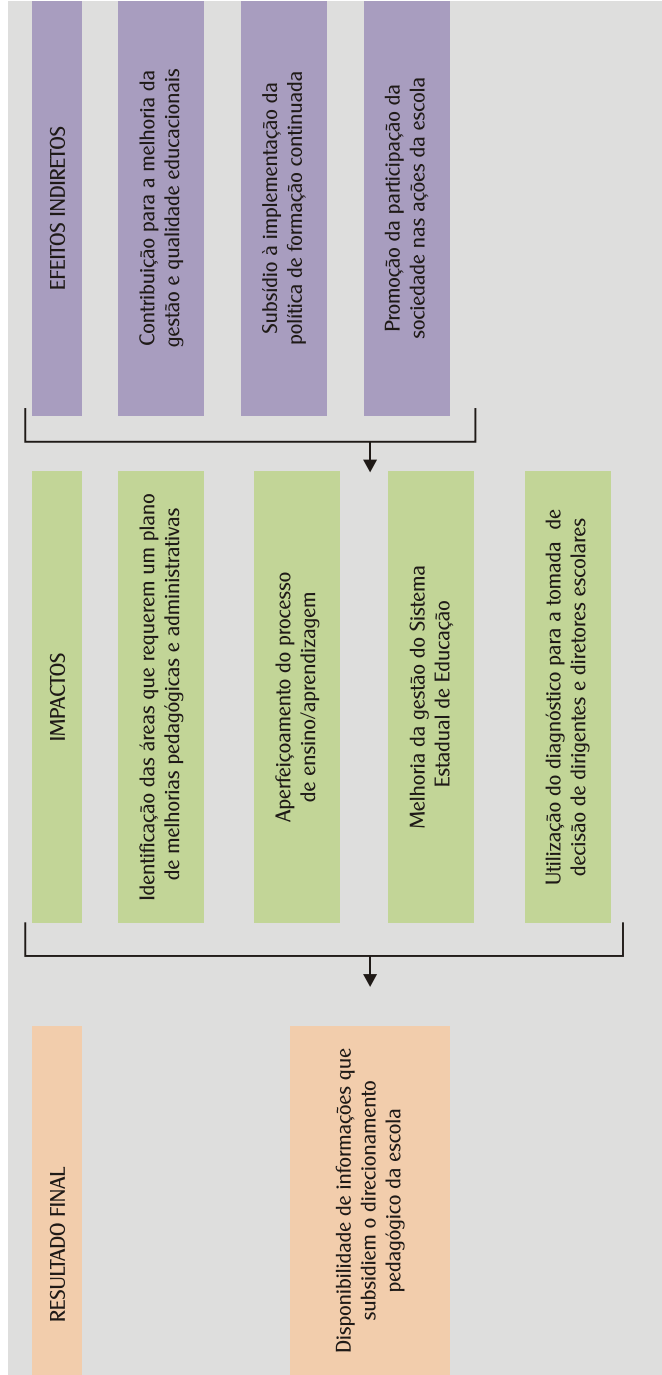 RESULTADO FINAL
Disponibilidade de informações que
subsidiem o direcionamento
pedagógico da escola
IMPACTOS
Identificação das áreas que requerem um plano
de melhorias pedagógicas e administrativas
Aperfeiçoamento do processo
de ensino/aprendizagem
Melhoria da gestão do Sistema
Estadual de Educação
Utilização do diagnóstico para a tomada de
decisão de dirigentes e diretores escolares
EFEITOS INDIRETOS
Contribuição para a melhoria da
gestão e qualidade educacionais
Subsídio à implementação da
política de formação continuada
Promoção da participação da
sociedade nas ações da escola